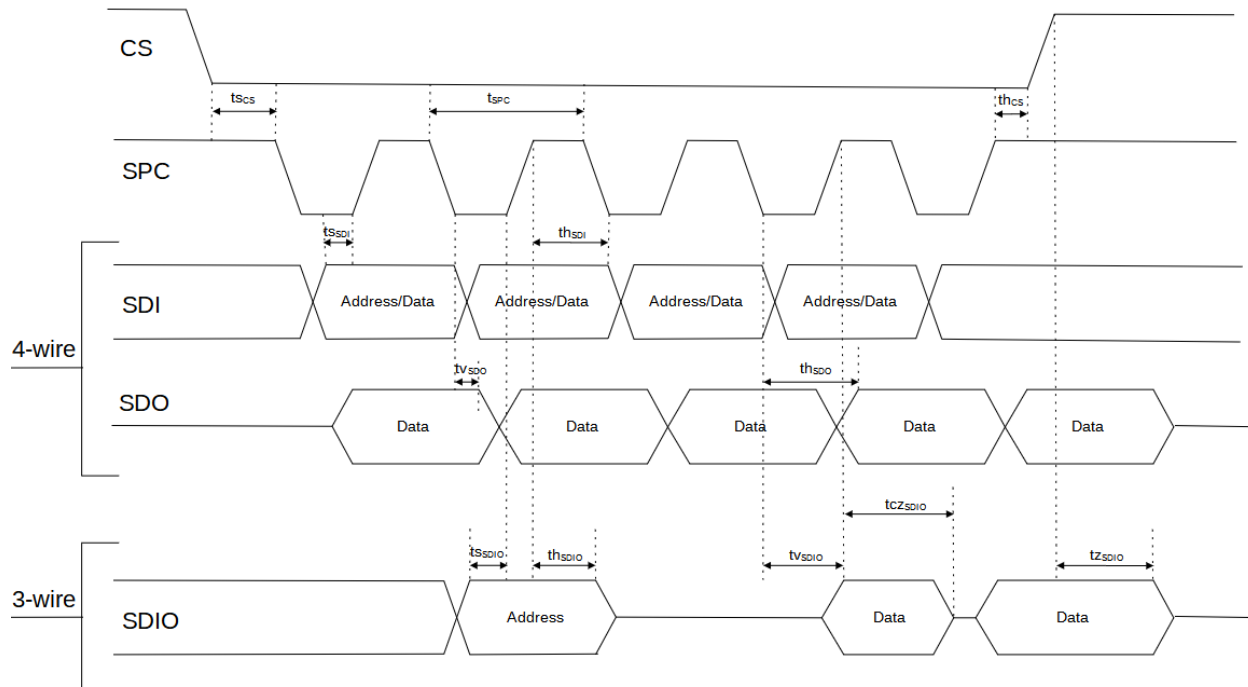 CS
tsCS
tSPC
thCS
SPC
tsSDI
thSDI
SDI
Address/Data
Address/Data
Address/Data
Address/Data
4-wire
tvSDO
thSDO
SDO
Data
Data
Data
Data
Data
tczSDIO
tsSDIO
thSDIO
tvSDIO
tzSDIO
3-wire
SDIO
Address
Data
Data